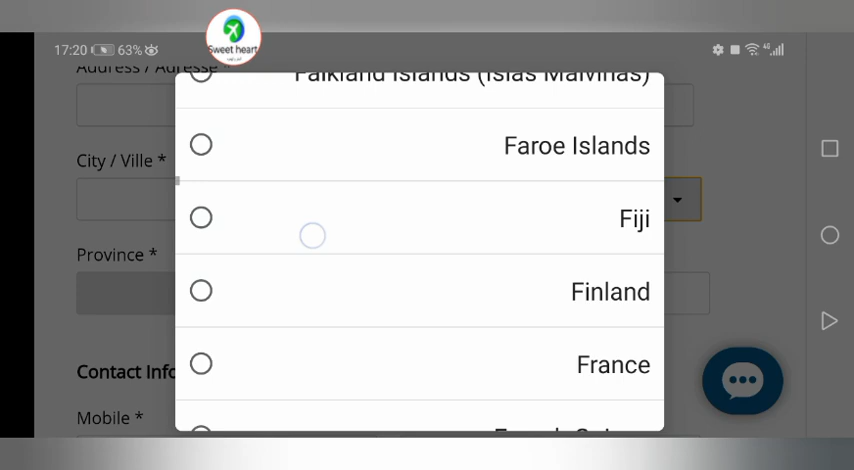 Sweet heart
17:20 63%
4G
Address / Adresse *
Falkland Islands (Islas Malvinas)
Faroe Islands
City / Ville *
Fiji
Province *
Finland
France
Contact Info
Mobile *